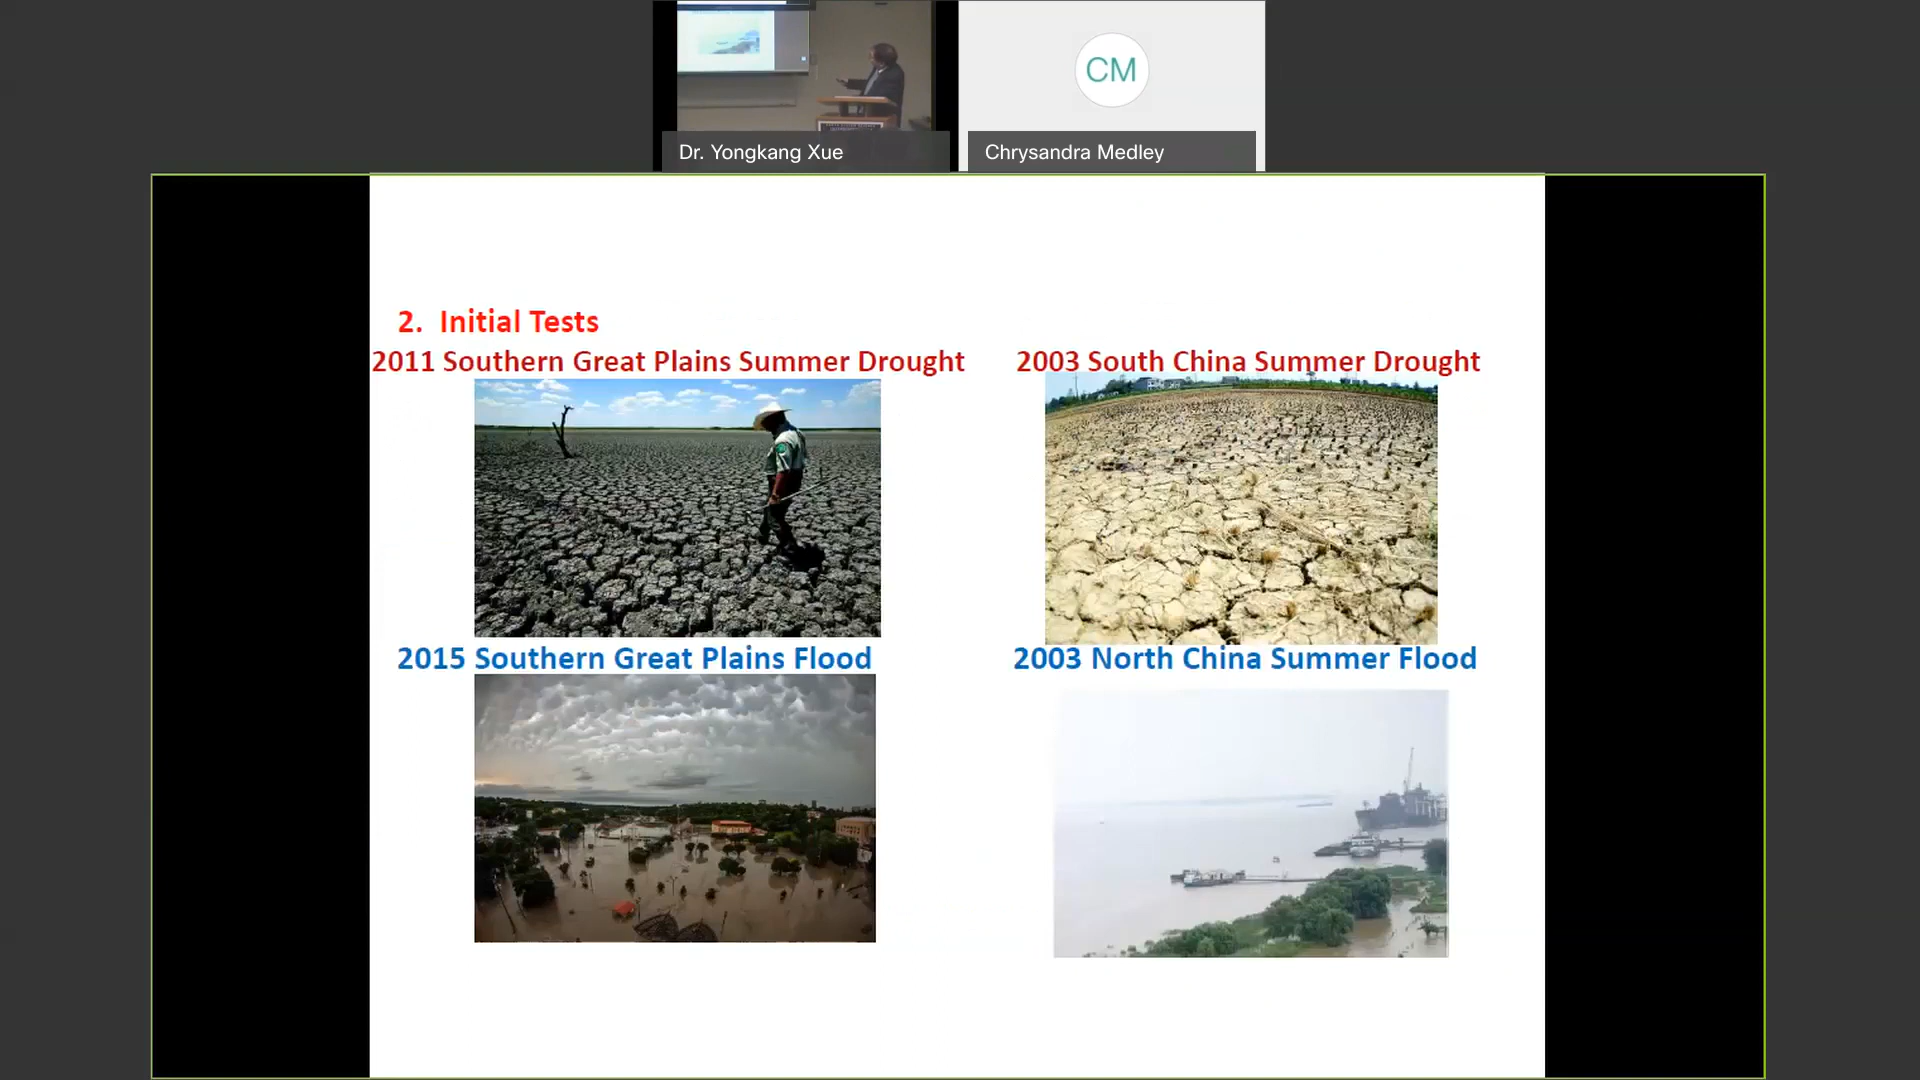 CM
Dr. Yongkang Xue
Chrysandra Medley
2. Initial Tests
2011 Southern Great Plains Summer Drought
2003 South China Summer Drought
2015 Southern Great Plains Flood
2003 North China Summer Flood